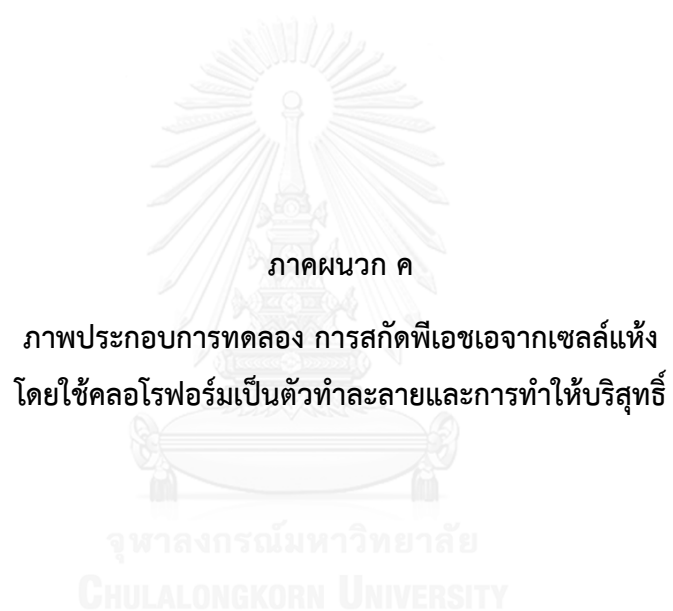 ภาคผนวก ค
ภาพประกอบการทดลอง การสกัดพีเอชเอจากเซลล์แห้ง
โดยใช้คลอโรฟอร์มเป็นตัวทำละลายและการทำให้บริสุทธิ์
จุฬาลงกรณ์มหาวิทยาลัย
CHULALONGKORN UNIVERSITY